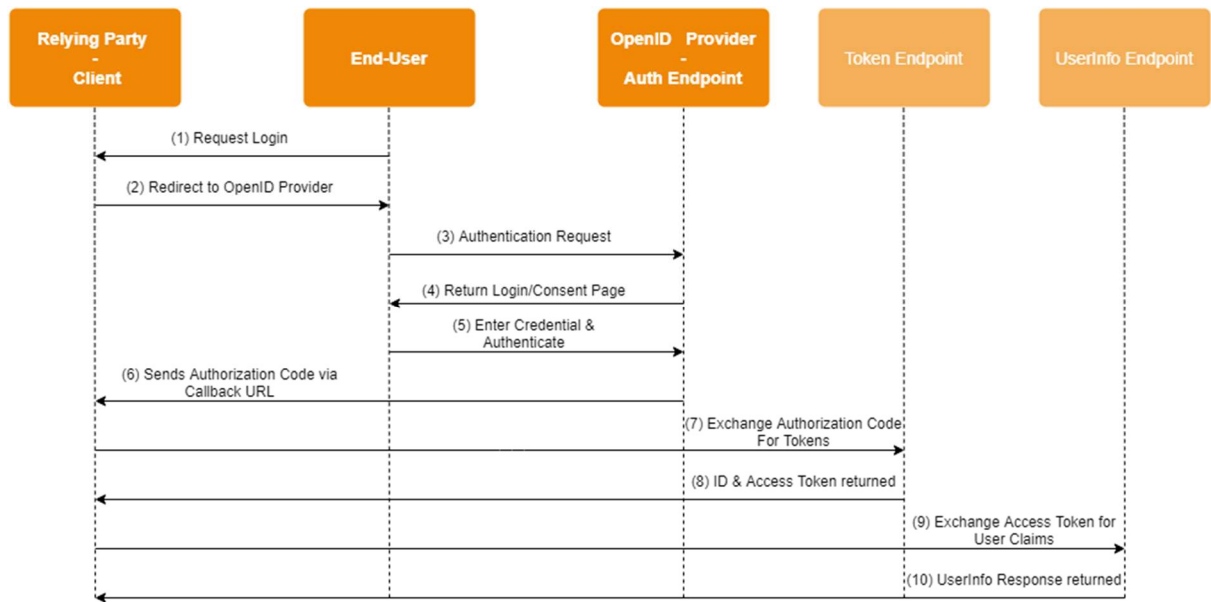 Relying Party
-
Client
End-User
OpenID Provider
-
Auth Endpoint
Token Endpoint
UserInfo Endpoint
(1) Request Login
(2) Redirect to OpenID Provider
(3) Authentication Request
(4) Return Login/Consent Page
(5) Enter Credential &
Authenticate
(6) Sends Authorization Code via
Callback URL
(7) Exchange Authorization Code
For Tokens
(8) ID & Access Token returned
(9) Exchange Access Token for
User Claims
(10) UserInfo Response returned